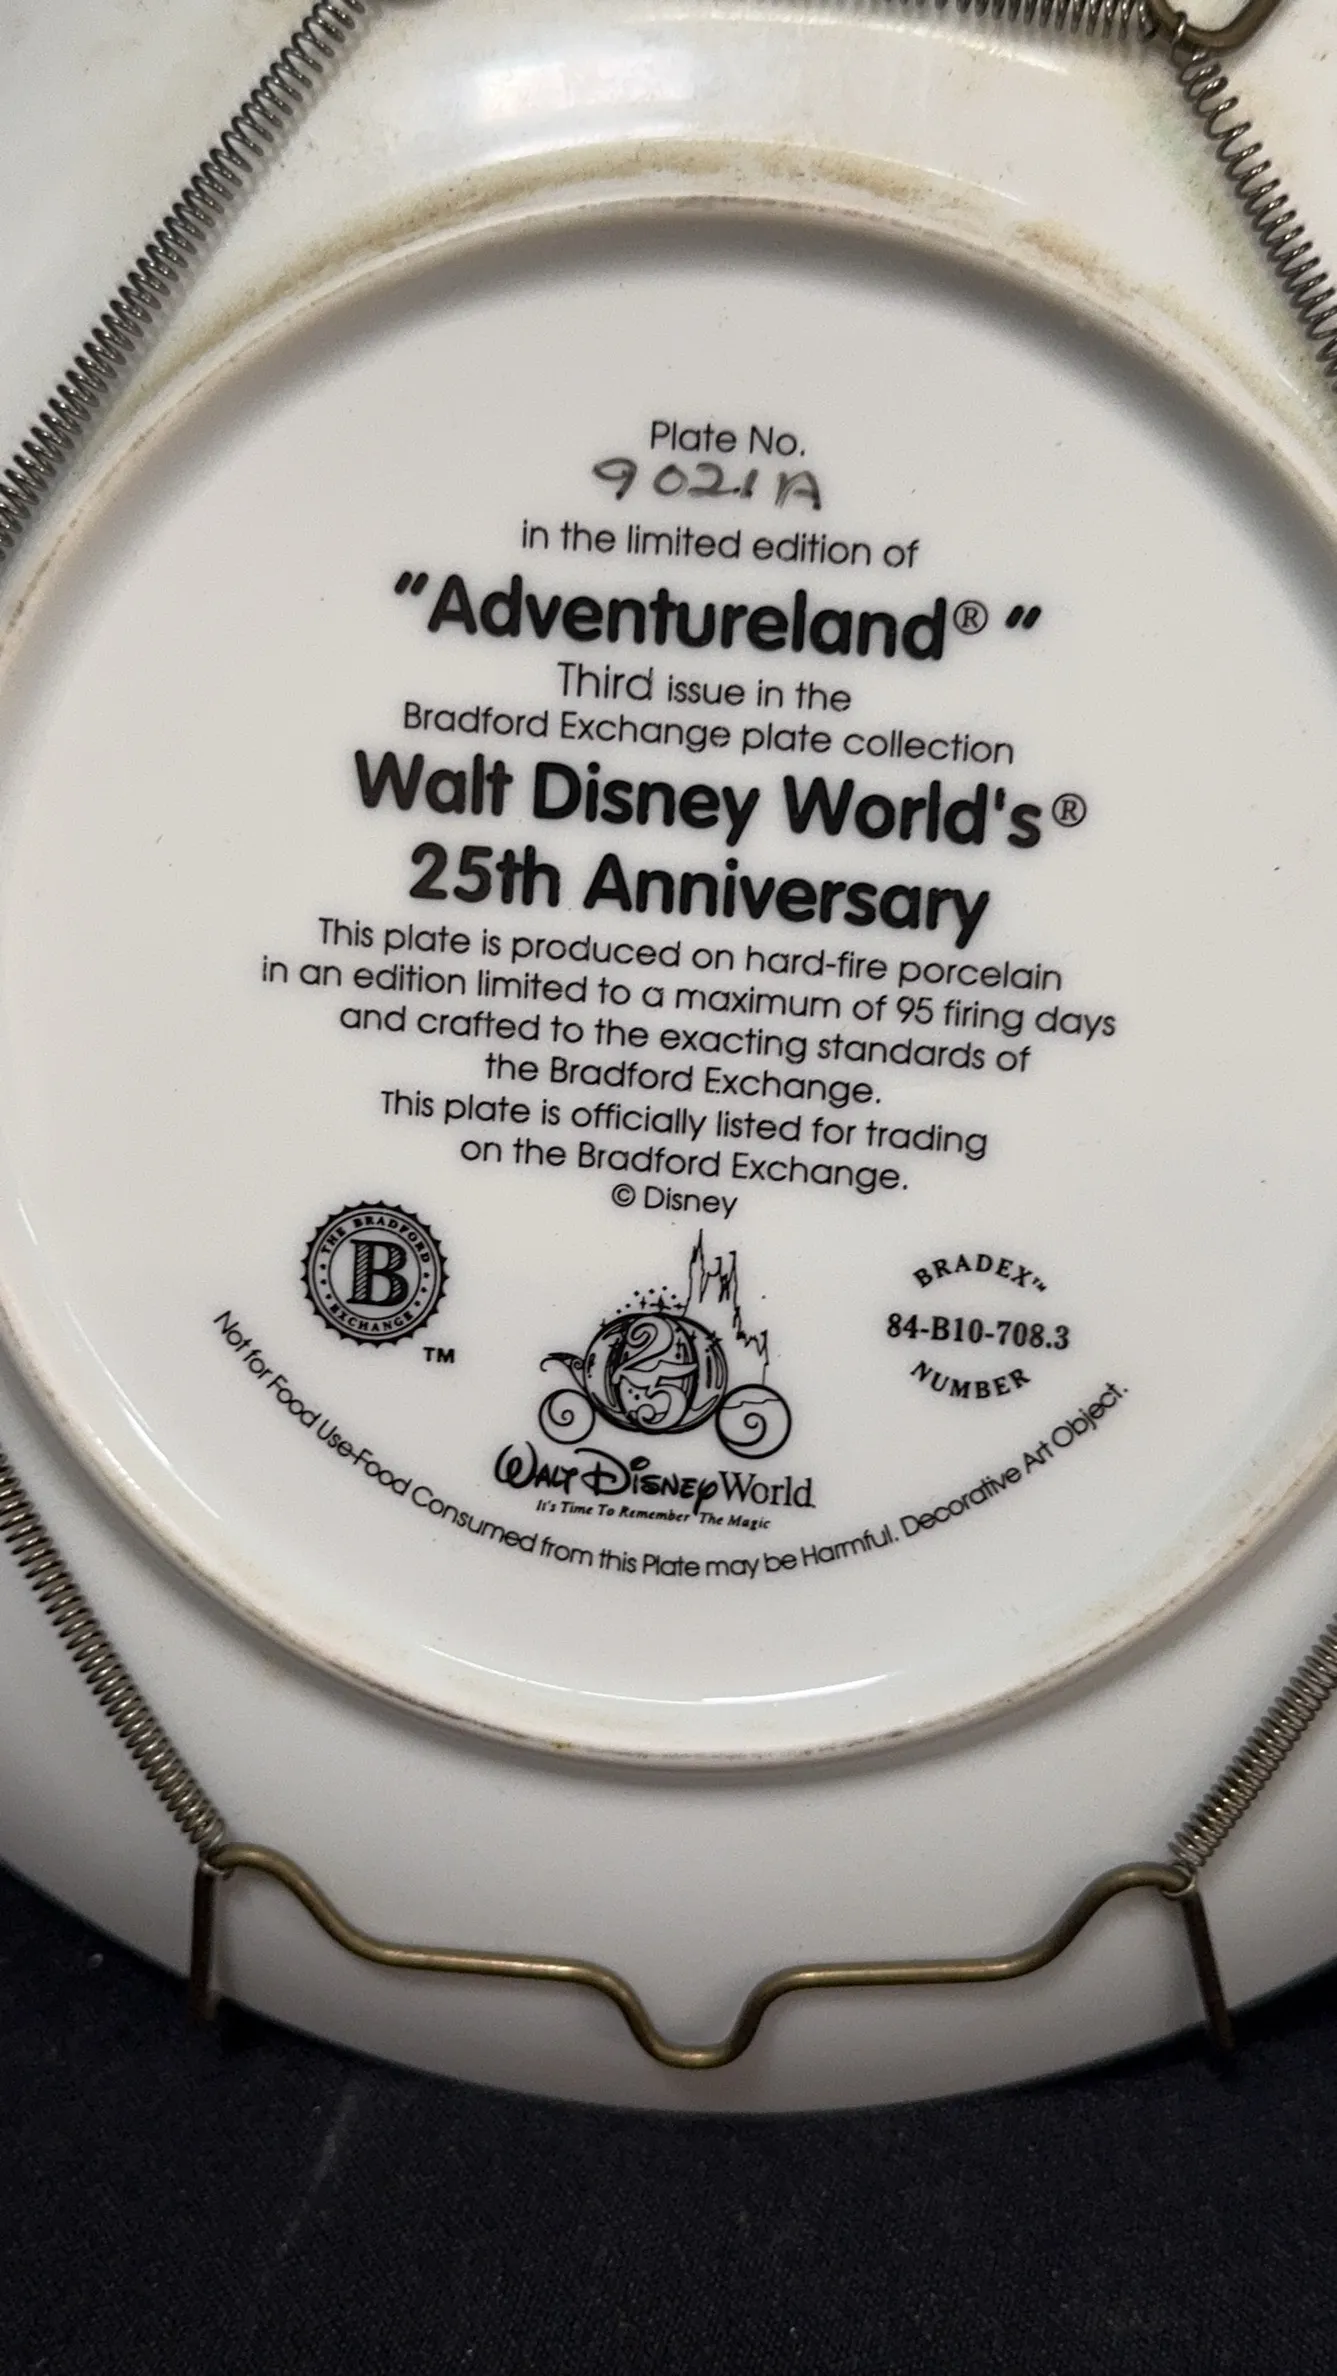 Plate No.
9021A
in the limited edition of
"Adventureland® "
Third issue in the
Bradford Exchange plate collection
Walt Disney World's®
25th Anniversary
This plate is produced on hard-fire porcelain
in an edition limited to a maximum of 95 firing days
and crafted to the exacting standards of
the Bradford Exchange.
This plate is officially listed for trading
on the Bradford Exchange.
© Disney
THE BRADFORD
B
EXCHANGE
TM
25
WALT DISNEY World
It's Time To Remember The Magic
BRADEX™
84-B10-708.3
NUMBER
Not for Food Use-Food Consumed from this Plate may be Harmful. Decorative Art Object.